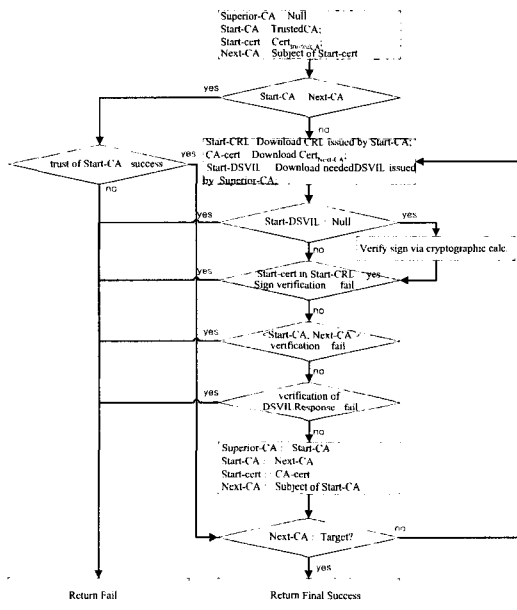 Superior-CA Null
Start-CA TrustedCA;
Start-cert Cert
Next-CA Subject of Start-cert
yes
Start-CA Next-CA
no
Start-CRL Download CRL issued by Start-CA;
CA-cert Download Cert Next-CA;
Start-DSVIL Download neededDSVIL issued
by Superior-CA;
trust of Start-CA success
yes
no
yes
Start-DSVIL : Null
yes
no
Verify sign via cryptographic calc.
yes
Start-cert in Start-CRL
yes
Sign verification fail
no
yes
<Start-CA, Next-CA>
verification fail
no
yes
verification of
DSVIL Response fail
no
Superior-CA : Start-CA
Start-CA : Next-CA
Start-cert : CA-cert
Next-CA : Subject of Start-CA
Next-CA : Target?
no
yes
Return Fail
Return Final Success